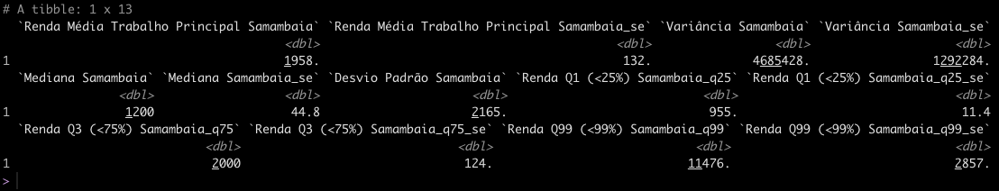 # A tibble: 1 x 13
`Renda Média Trabalho Principal Samambaia` `Renda Média Trabalho Principal Samambaia_se` `Variância Samambaia` `Variância Samambaia_se`
<dbl> <dbl> <dbl> <dbl>
1 1958. 132. 4685428. 1292284.
`Mediana Samambaia` `Mediana Samambaia_se` `Desvio Padrão Samambaia` `Renda Q1 (<25%) Samambaia_q25` `Renda Q1 (<25%) Samambaia_q25_se`
<dbl> <dbl> <dbl> <dbl> <dbl>
1 1200 44.8 2165. 955. 11.4
`Renda Q3 (<75%) Samambaia_q75` `Renda Q3 (<75%) Samambaia_q75_se` `Renda Q99 (<99%) Samambaia_q99` `Renda Q99 (<99%) Samambaia_q99_se`
<dbl> <dbl> <dbl> <dbl>
1 2000 124. 11476. 2857.
>